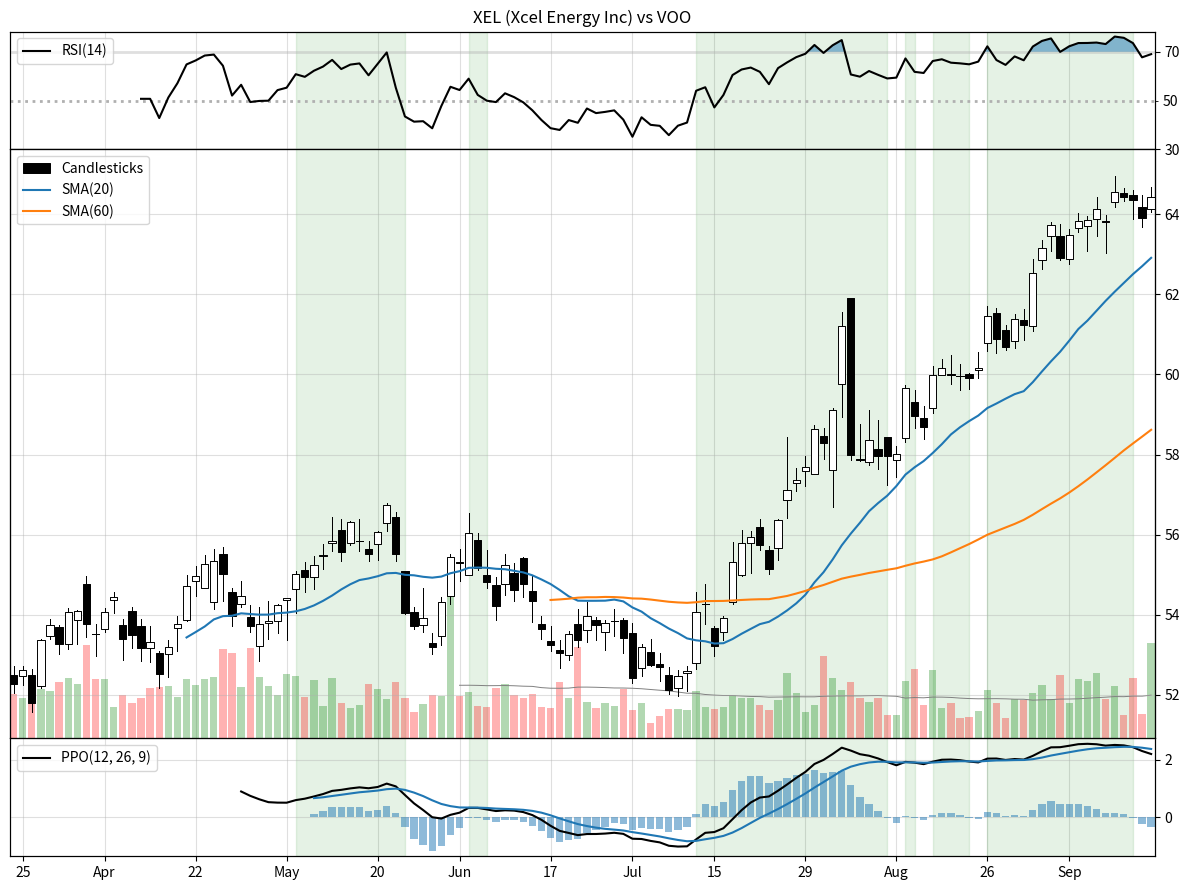 XEL (Xcel Energy Inc) vs VOO
RSI(14)
70
50
30
Candlesticks
SMA(20)
SMA(60)
64
62
60
58
56
54
52
PPO(12, 26, 9)
2
0
25 Apr 22 May 20 Jun 17 Jul 15 29 Aug 26 Sep